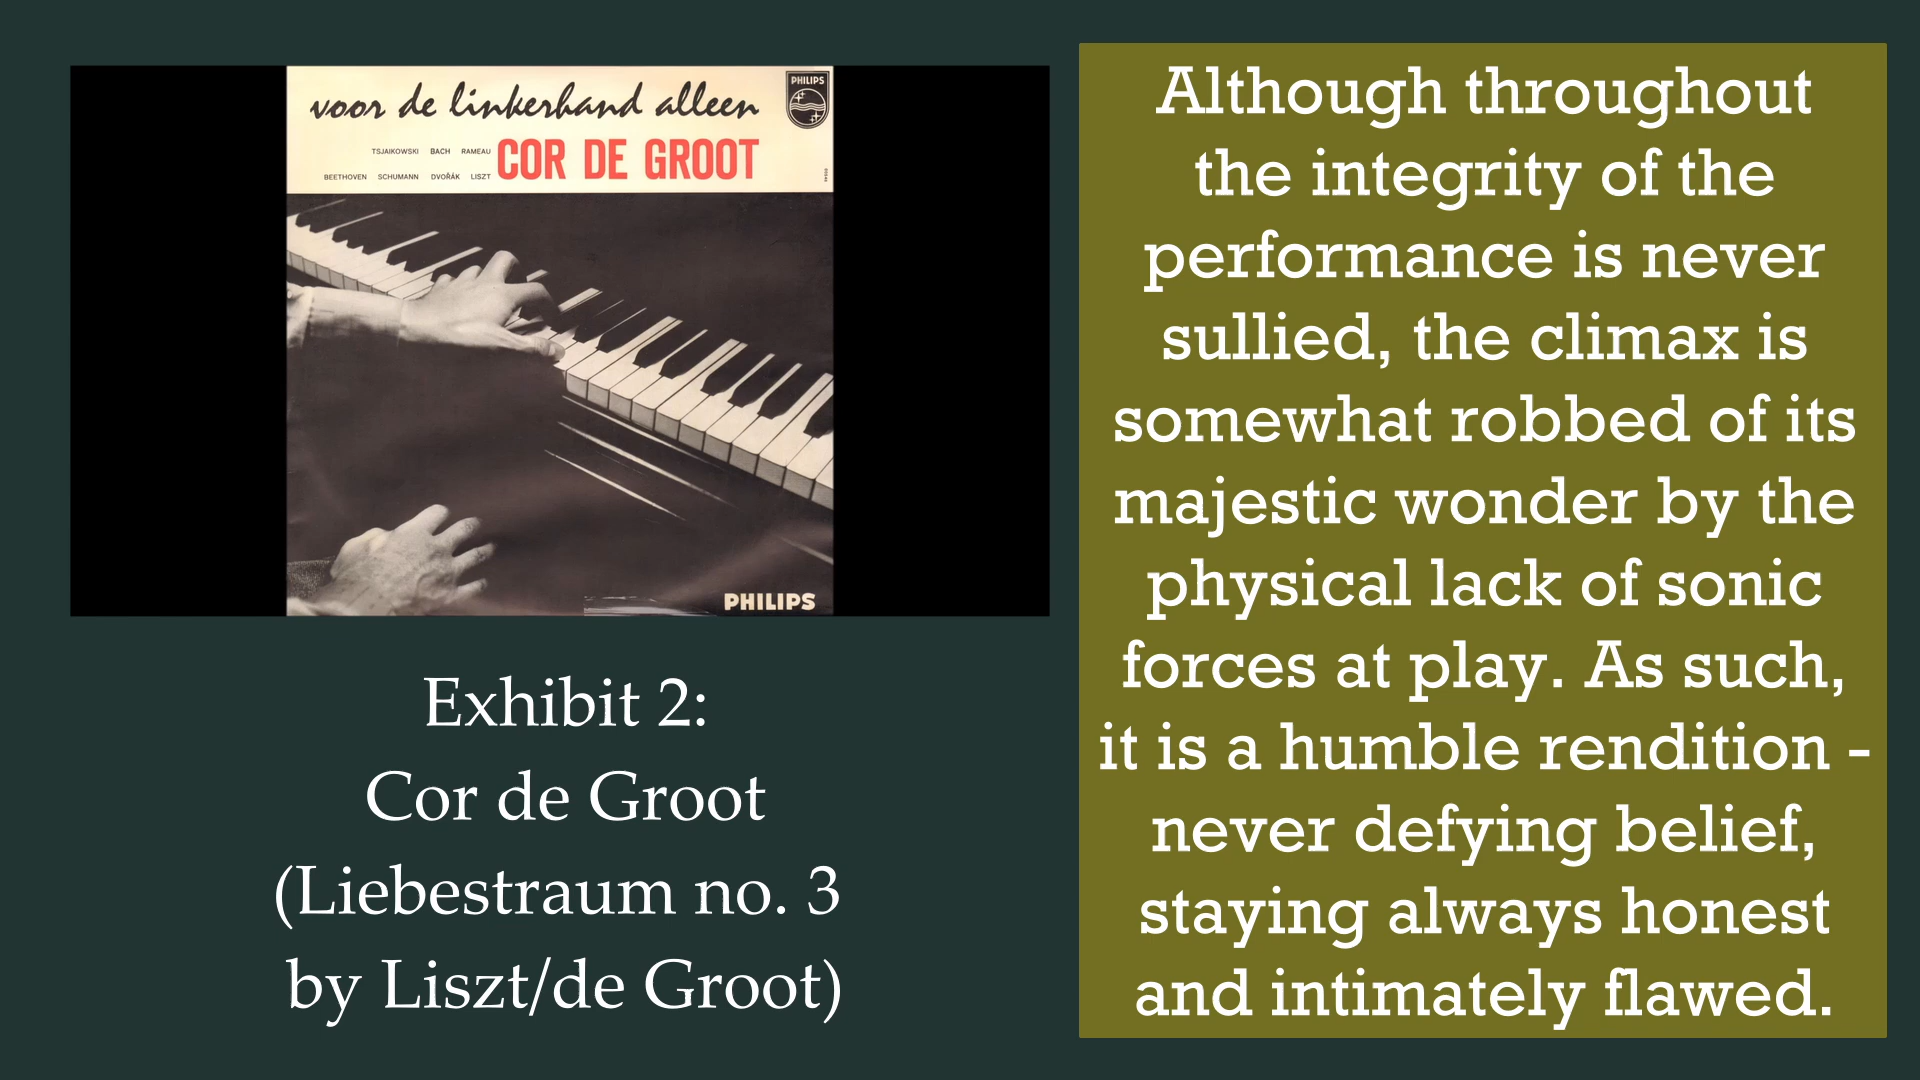 voor de linkerhand alleen
PHILIPS
TSJAIKOWSKI BACH RAMEAU
BEETHOVEN SCHUMANN DVOŘÁK LISZT
COR DE GROOT
PHILIPS
Exhibit 2:
Cor de Groot
(Liebestraum no. 3
by Liszt/de Groot)
Although throughout
the integrity of the
performance is never
sullied, the climax is
somewhat robbed of its
majestic wonder by the
physical lack of sonic
forces at play. As such,
it is a humble rendition -
never defying belief,
staying always honest
and intimately flawed.